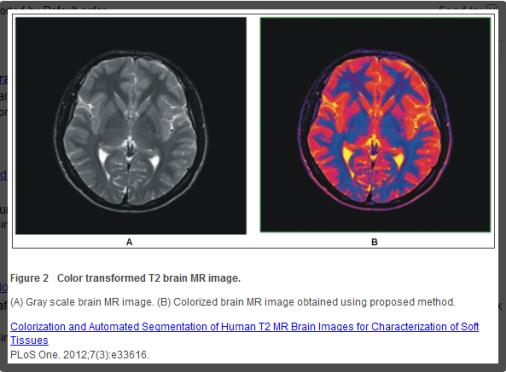 A
B
Figure 2 Color transformed T2 brain MR image.
(A) Gray scale brain MR image. (B) Colorized brain MR image obtained using proposed method.
Colorization and Automated Segmentation of Human T2 MR Brain Images for Characterization of Soft
Tissues
PLoS One. 2012;7(3):e33616.